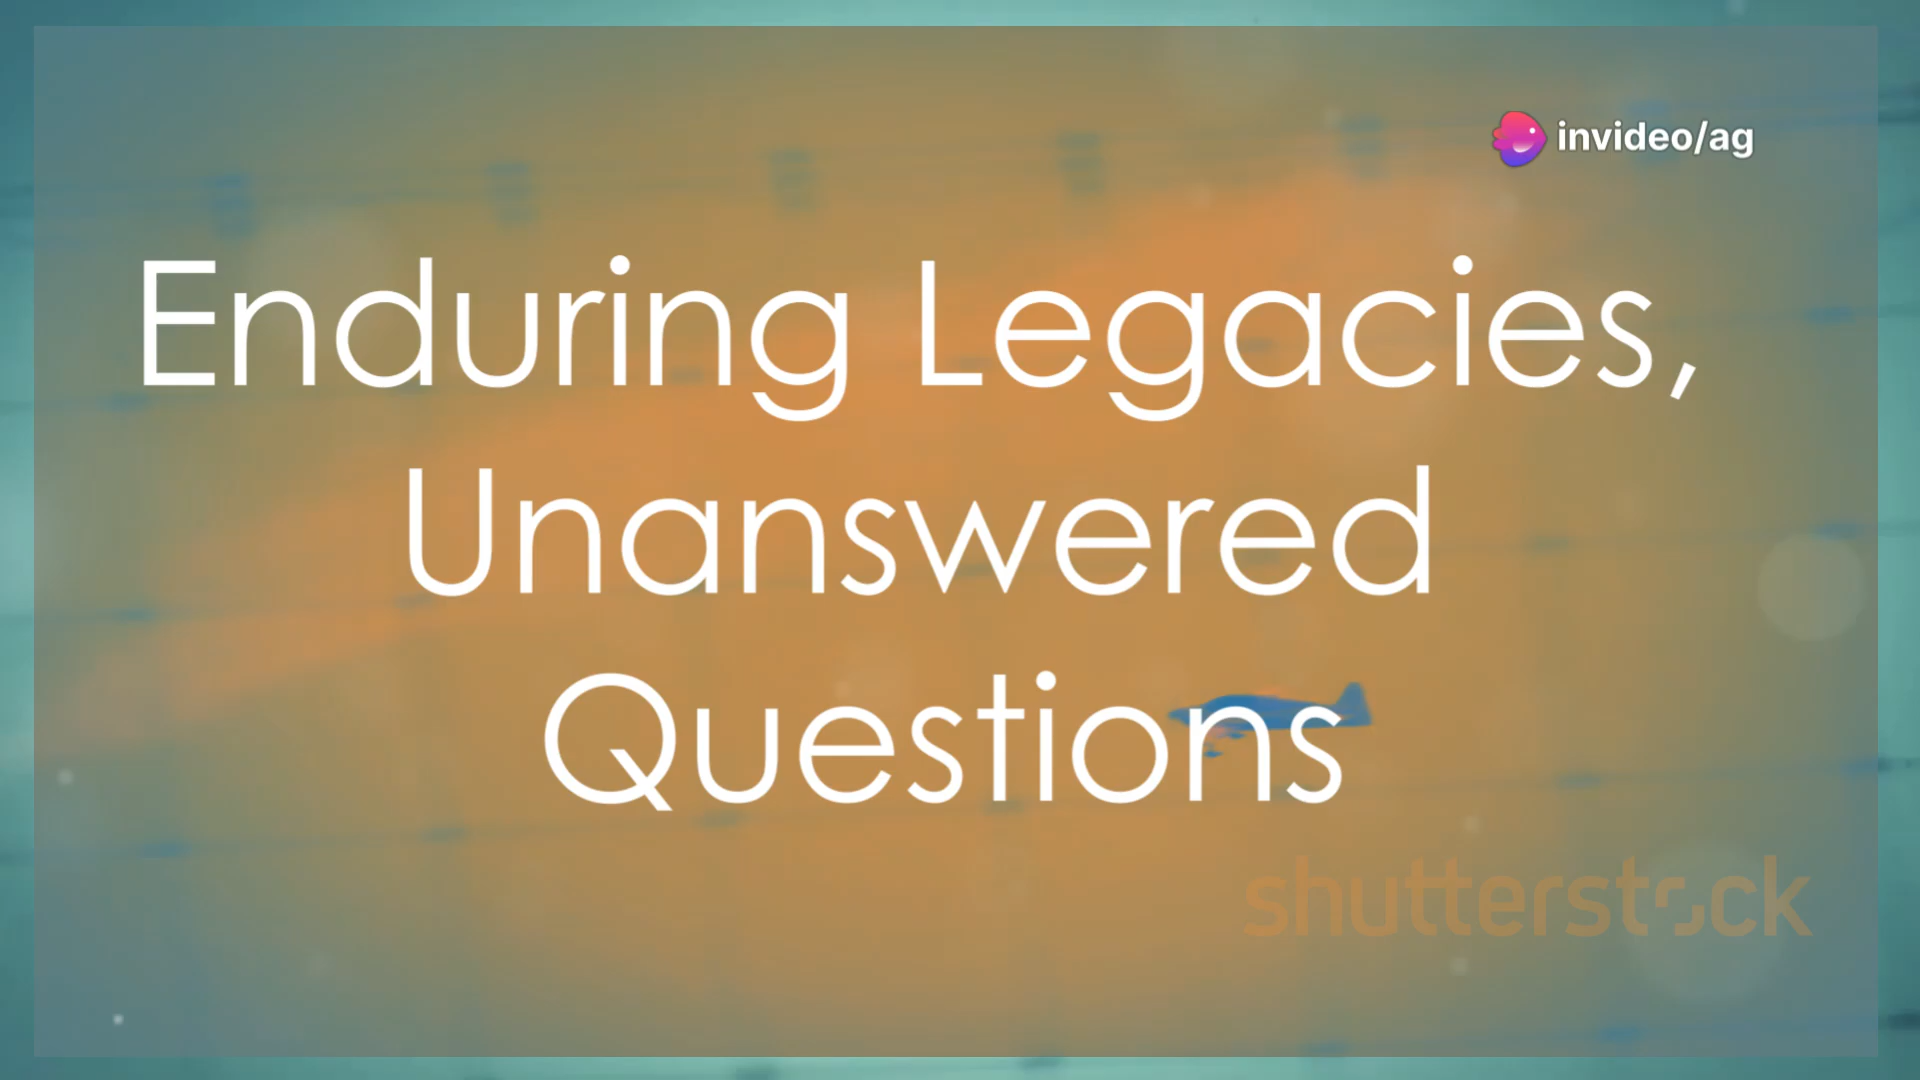 invideo/ag
Enduring Legacies,
Unanswered
Questions
shutterstock